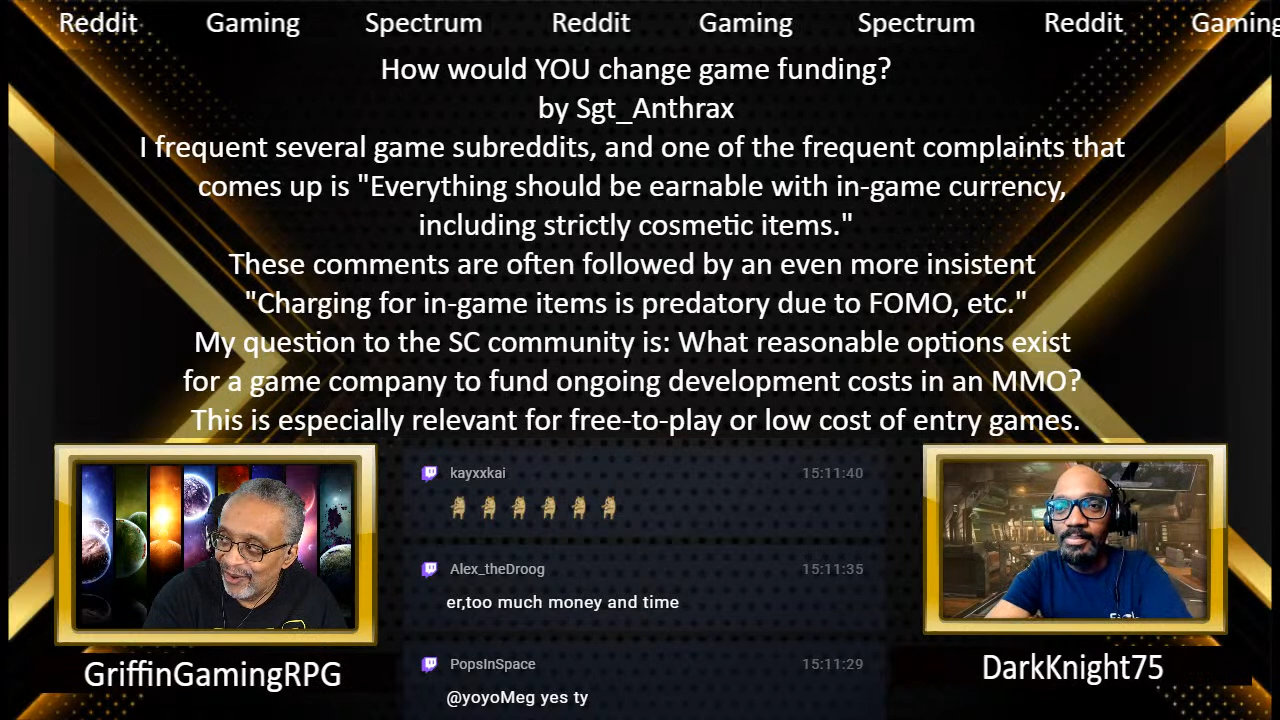 Reddit Gaming Spectrum Reddit Gaming Spectrum Reddit Gaming
How would YOU change game funding?
by Sgt_Anthrax
I frequent several game subreddits, and one of the frequent complaints that
comes up is "Everything should be earnable with in-game currency,
including strictly cosmetic items."
These comments are often followed by an even more insistent
"Charging for in-game items is predatory due to FOMO, etc."
My question to the SC community is: What reasonable options exist
for a game company to fund ongoing development costs in an MMO?
This is especially relevant for free-to-play or low cost of entry games.
kayxxkai 15:11:40
Alex_theDroog 15:11:35
er,too much money and time
PopsInSpace 15:11:29
@yoyoMeg yes ty
GriffinGamingRPG
DarkKnight75